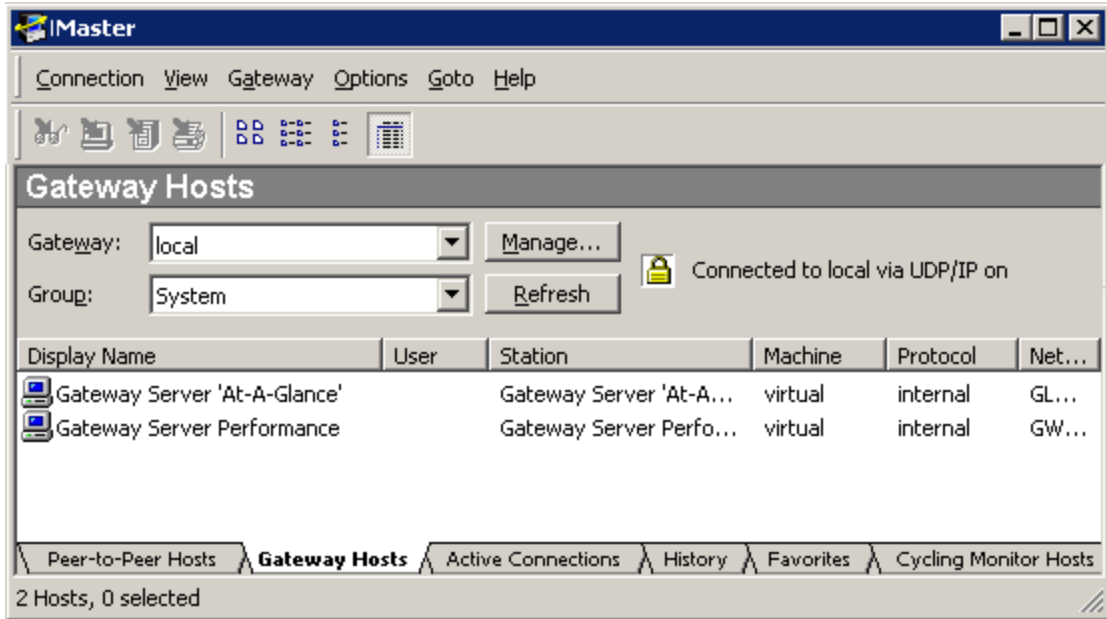 IMaster
Connection View Gateway Options Goto Help
Gateway Hosts
Gateway: local Manage...
Connected to local via UDP/IP on
Group: System Refresh
Display Name User Station Machine Protocol Net...
Gateway Server 'At-A-Glance' Gateway Server 'At-A... virtual internal GL...
Gateway Server Performance Gateway Server Perfo... virtual internal GW...
Peer-to-Peer Hosts Gateway Hosts Active Connections History Favorites Cycling Monitor Hosts
2 Hosts, 0 selected